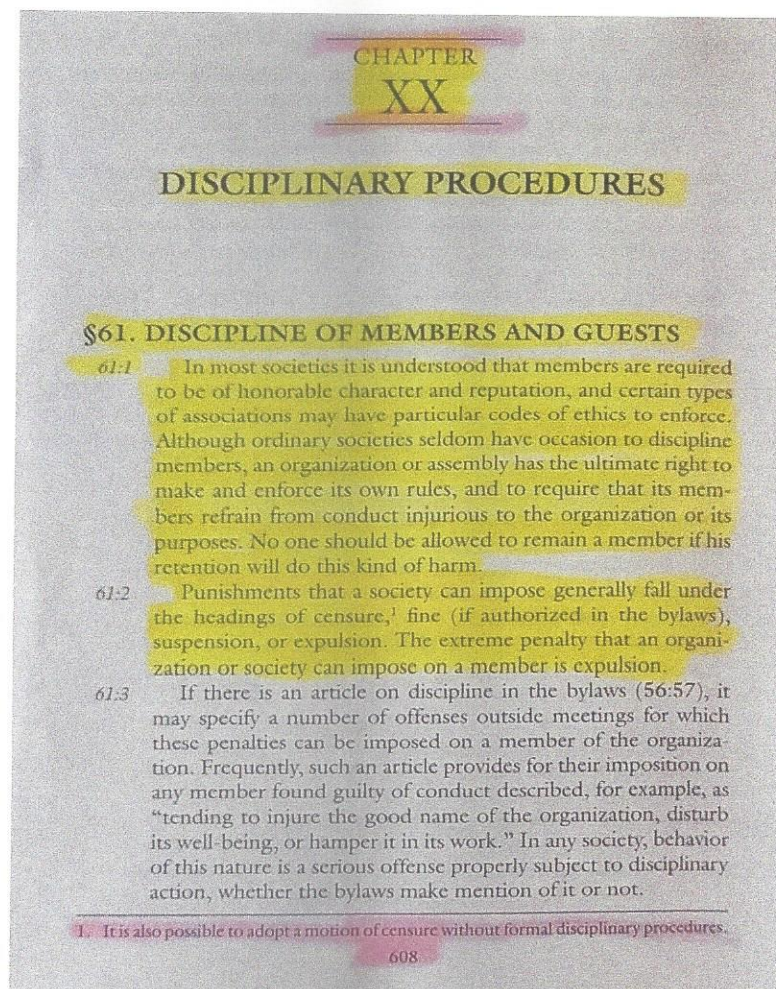 CHAPTER
XX
DISCIPLINARY PROCEDURES
§61. DISCIPLINE OF MEMBERS AND GUESTS
61:1 In most societies it is understood that members are required
to be of honorable character and reputation, and certain types
of associations may have particular codes of ethics to enforce.
Although ordinary societies seldom have occasion to discipline
members, an organization or assembly has the ultimate right to
make and enforce its own rules, and to require that its mem-
bers refrain from conduct injurious to the organization or its
purposes. No one should be allowed to remain a member if his
retention will do this kind of harm.
61:2 Punishments that a society can impose generally fall under
the headings of censure,¹ fine (if authorized in the bylaws),
suspension, or expulsion. The extreme penalty that an organi-
zation or society can impose on a member is expulsion.
61:3 If there is an article on discipline in the bylaws (56:57), it
may specify a number of offenses outside meetings for which
these penalties can be imposed on a member of the organiza-
tion. Frequently, such an article provides for their imposition on
any member found guilty of conduct described, for example, as
“tending to injure the good name of the organization, disturb
its well-being, or hamper it in its work.” In any society, behavior
of this nature is a serious offense properly subject to disciplinary
action, whether the bylaws make mention of it or not.
1. It is also possible to adopt a motion of censure without formal disciplinary procedures.
608